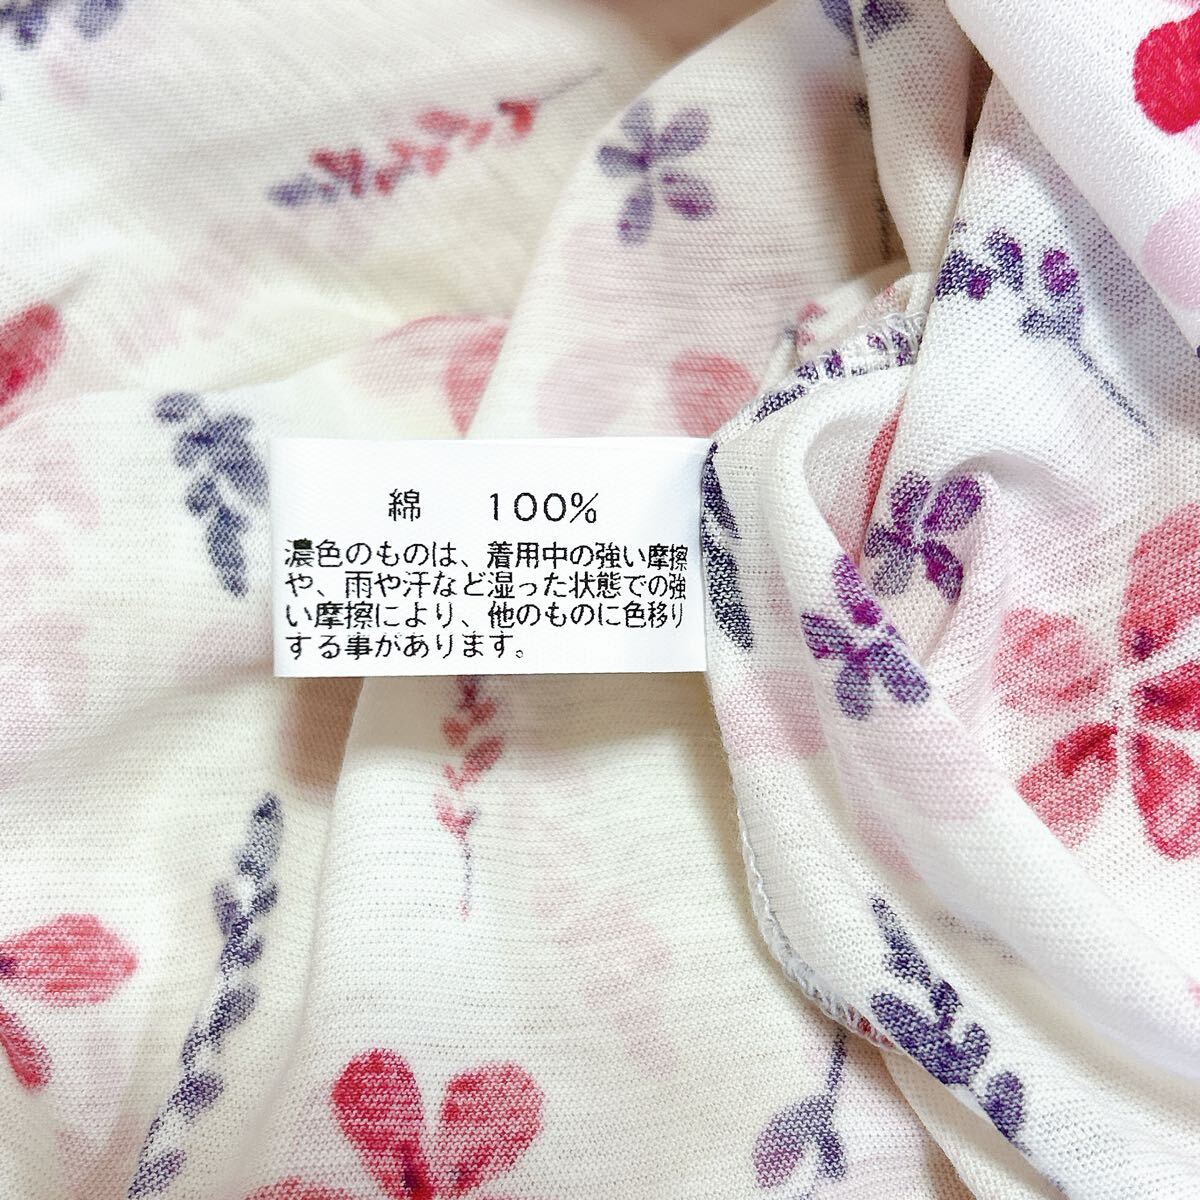 綿 100%
濃色のものは、着用中の強い摩擦
や、雨や汗など湿った状態での強
い摩擦により、他のものに色移り
する事があります。